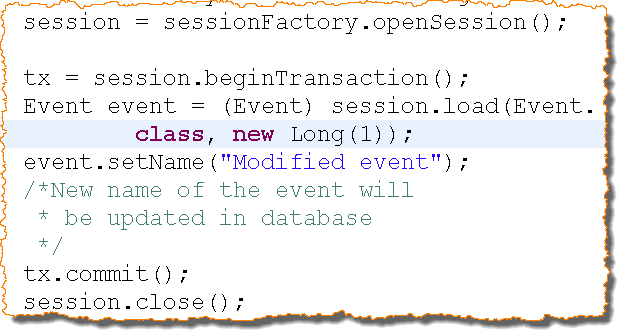 session = sessionFactory.openSession();
tx = session.beginTransaction();
Event event = (Event) session.load(Event.
class, new Long(1));
event.setName("Modified event");
/*New name of the event will
* be updated in database
*/
tx.commit();
session.close();